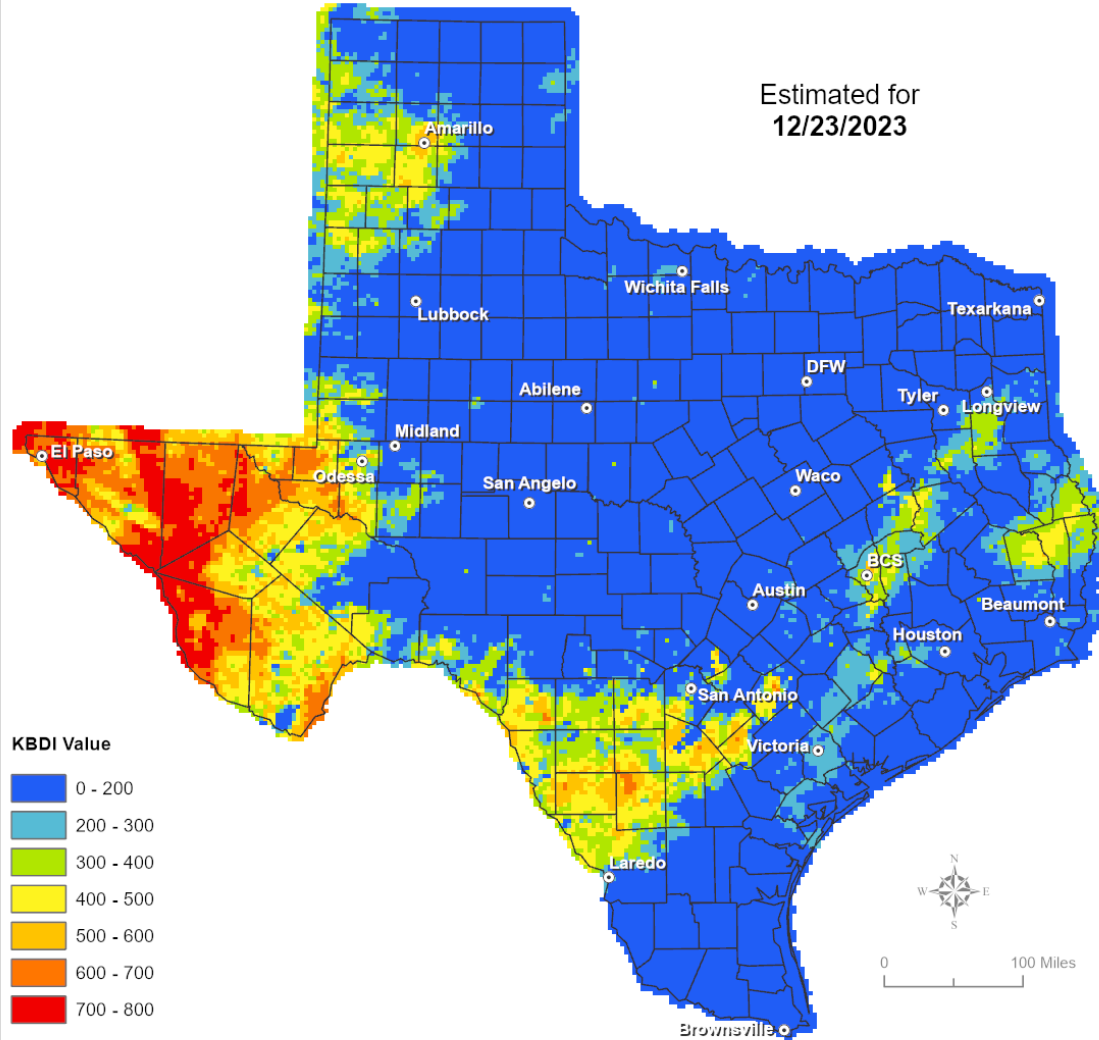 Estimated for
12/23/2023
Amarillo
Wichita Falls
Lubbock
Texarkana
DFW
Abilene
Tyler
Longview
Midland
El Paso
Odessa
San Angelo
Waco
BCS
Austin
Beaumont
Houston
San Antonio
Victoria
Laredo
Brownsville
KBDI Value
0 - 200
200 - 300
300 - 400
400 - 500
500 - 600
600 - 700
700 - 800
N
W E
S
0 100 Miles